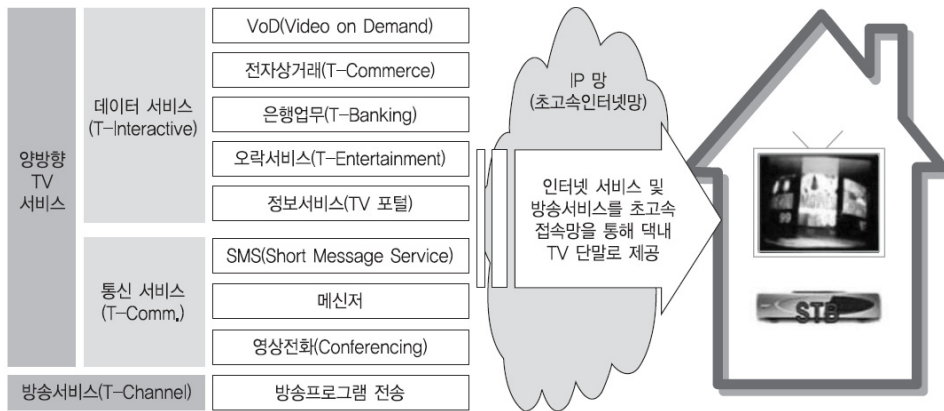 양방향
TV
서비스
데이터 서비스
(T-Interactive)
VoD(Video on Demand)
전자상거래(T-Commerce)
은행업무(T-Banking)
오락서비스(T-Entertainment)
정보서비스(TV 포털)
통신 서비스
(T-Comm.)
SMS(Short Message Service)
메신저
영상전화(Conferencing)
방송서비스(T-Channel)
방송프로그램 전송
IP 망
(초고속인터넷망)
인터넷 서비스 및
방송서비스를 초고속
접속망을 통해 댁내
TV 단말로 제공
STB